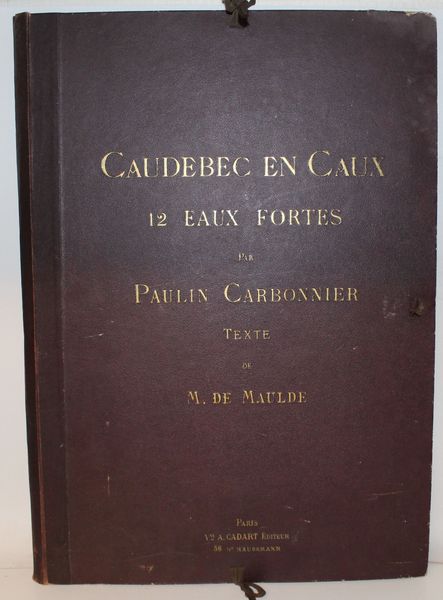 CAUDEBEC EN CAUX
12 EAUX FORTES
PAR
PAULIN CARBONNIER
TEXTE
DE
M. DE MAULDE
PARIS
Vve A. CADART EDITEUR
56 Bd HAUSSMANN